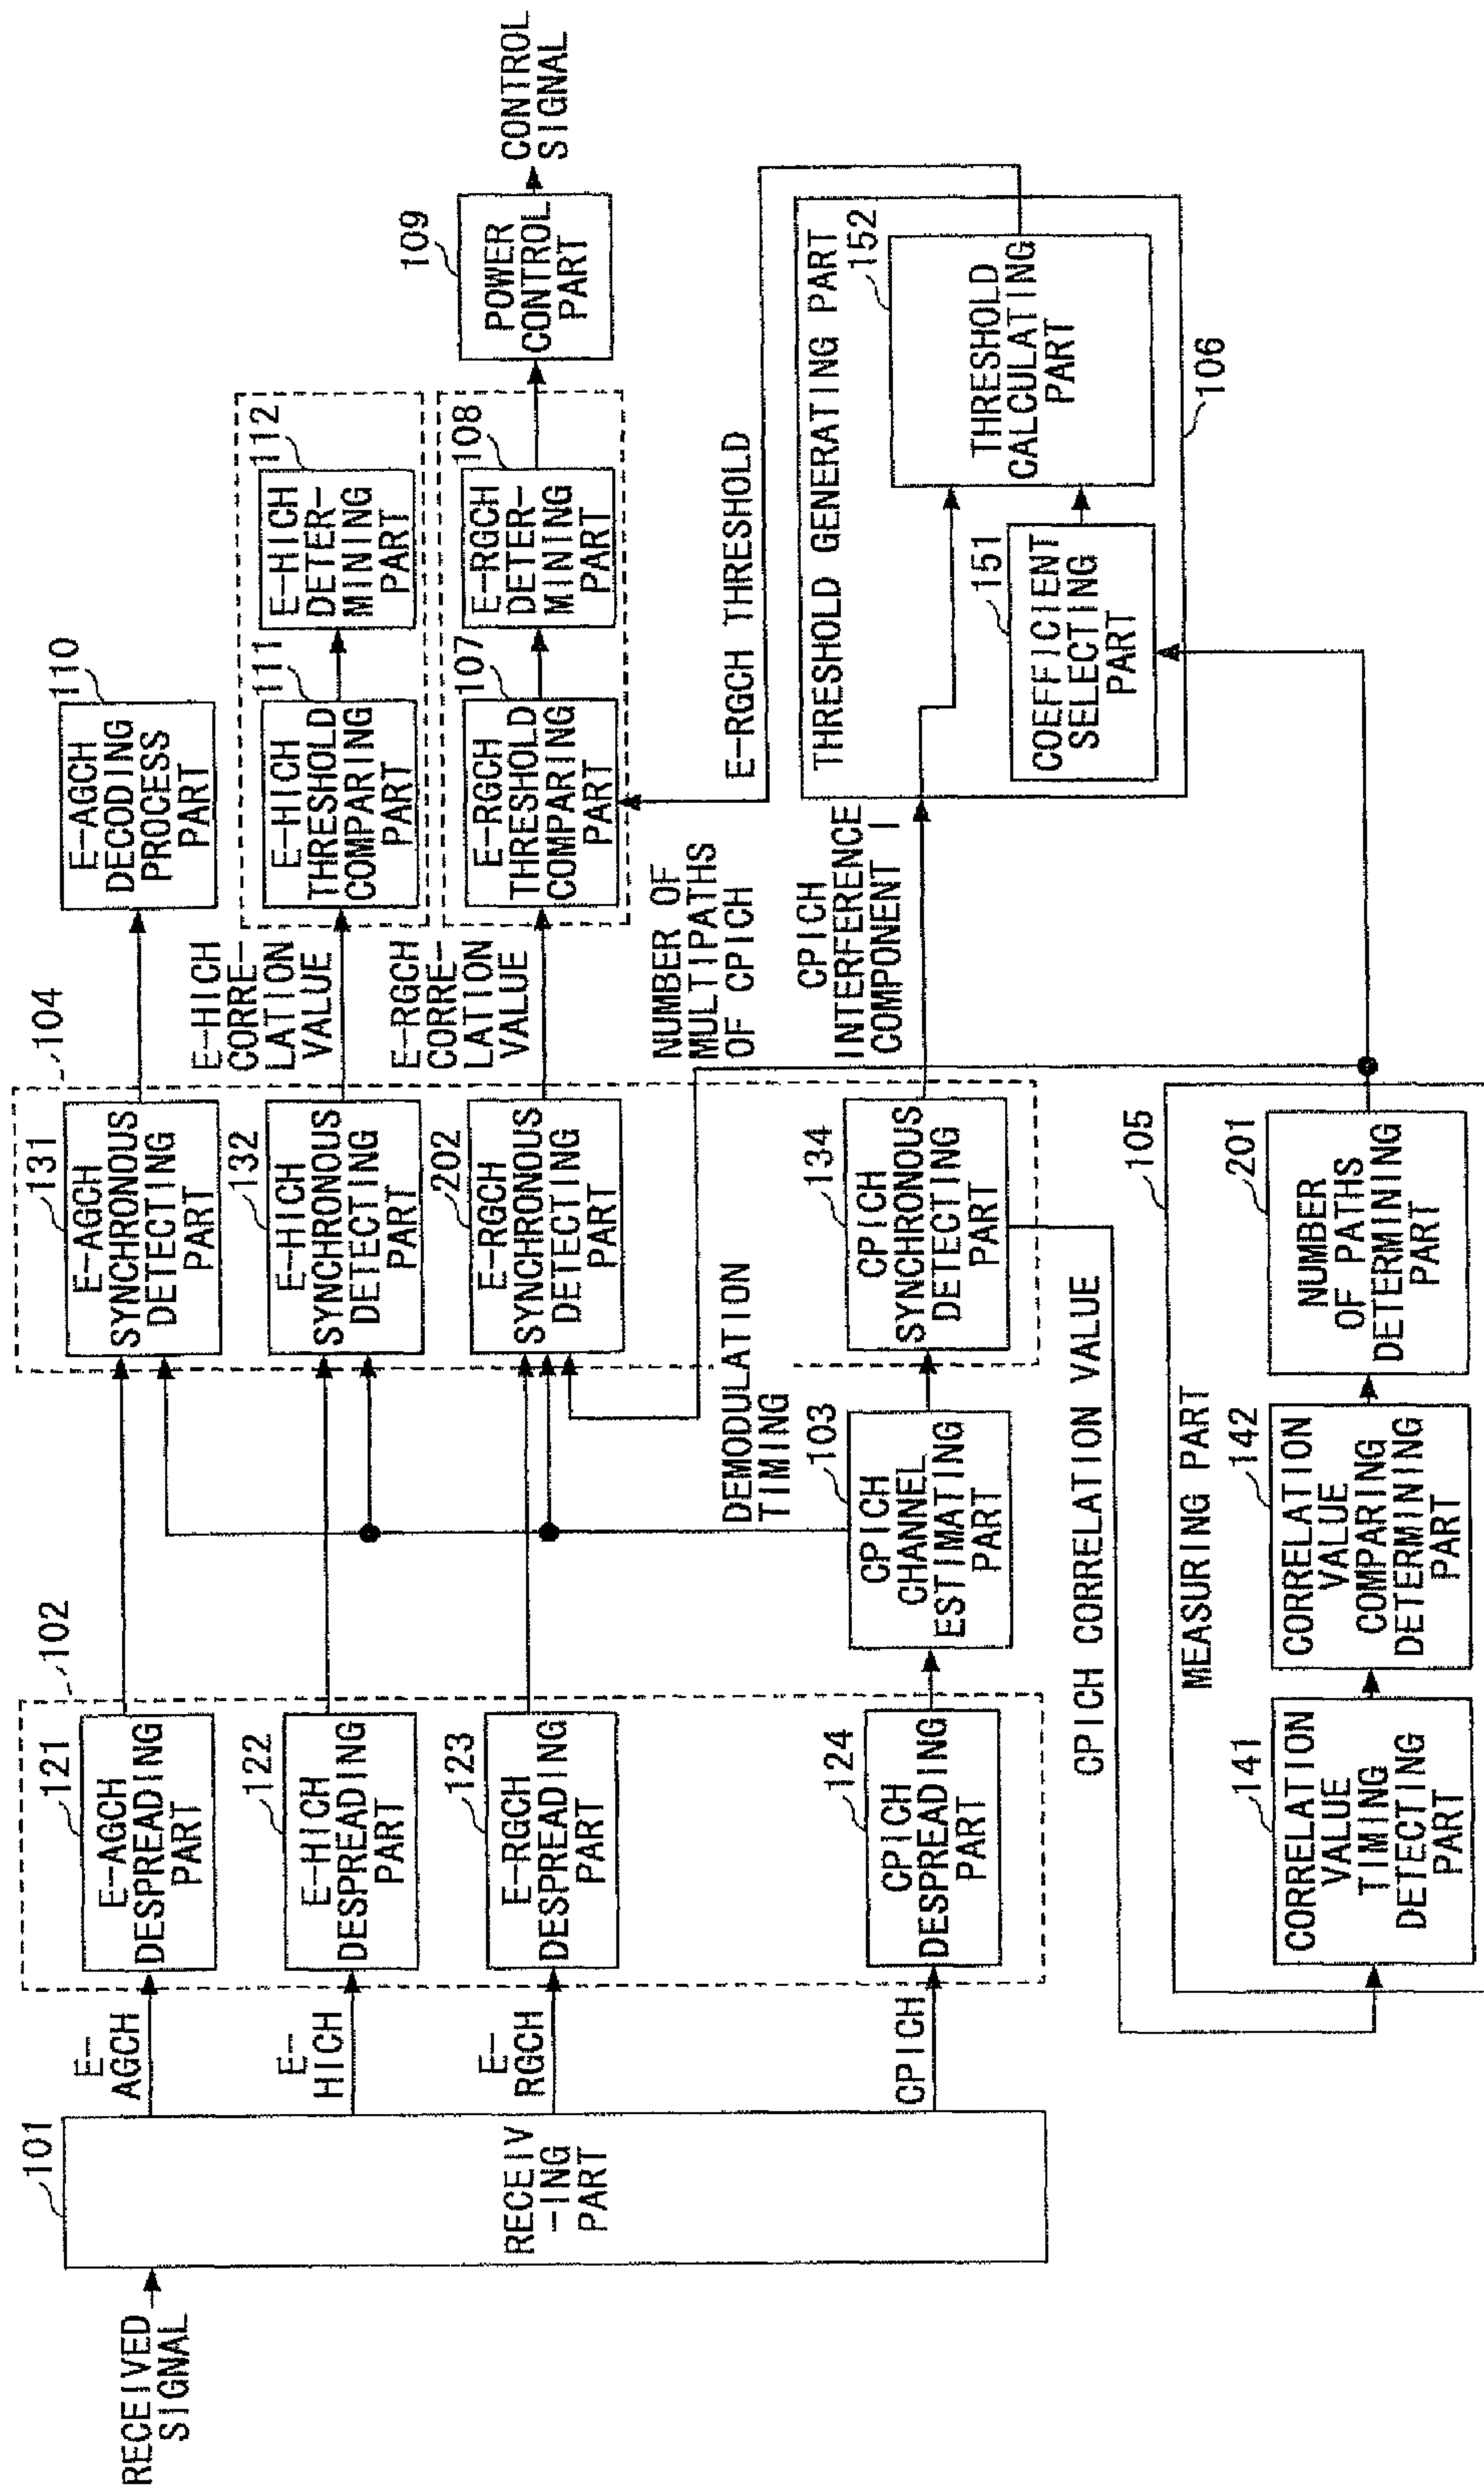 RECEIVED
SIGNAL
101
RECEIV
-ING
PART
E-
AGCH
E-
HICH
E-
RGCH
CPICH
102
121
E-AGCH
DESPREADING
PART
122
E-HICH
DESPREADING
PART
123
E-RGCH
DESPREADING
PART
124
CPICH
DESPREADING
PART
103
CPICH
CHANNEL
ESTIMATING
PART
DEMODULATION
TIMING
104
131
E-AGCH
SYNCHRONOUS
DETECTING
PART
132
E-HICH
SYNCHRONOUS
DETECTING
PART
202
E-RGCH
SYNCHRONOUS
DETECTING
PART
134
CPICH
SYNCHRONOUS
DETECTING
PART
E-HICH
CORRE-
LATION
VALUE
E-RGCH
CORRE-
LATION
VALUE
NUMBER OF
MULTIPATHS
OF CPICH
CPICH
INTERFERENCE
COMPONENT I
110
E-AGCH
DECODING
PROCESS
PART
111
E-HICH
THRESHOLD
COMPARING
PART
112
E-HICH
DETER-
MINING
PART
107
E-RGCH
THRESHOLD
COMPARING
PART
108
E-RGCH
DETER-
MINING
PART
109
POWER
CONTROL
PART
CONTROL
SIGNAL
E-RGCH THRESHOLD
THRESHOLD GENERATING PART
151
COEFFICIENT
SELECTING
PART
152
THRESHOLD
CALCULATING
PART
106
CPICH CORRELATION VALUE
MEASURING PART
105
141
CORRELATION
VALUE
TIMING
DETECTING
PART
142
CORRELATION
VALUE
COMPARING
DETERMINING
PART
201
NUMBER
OF PATHS
DETERMINING
PART